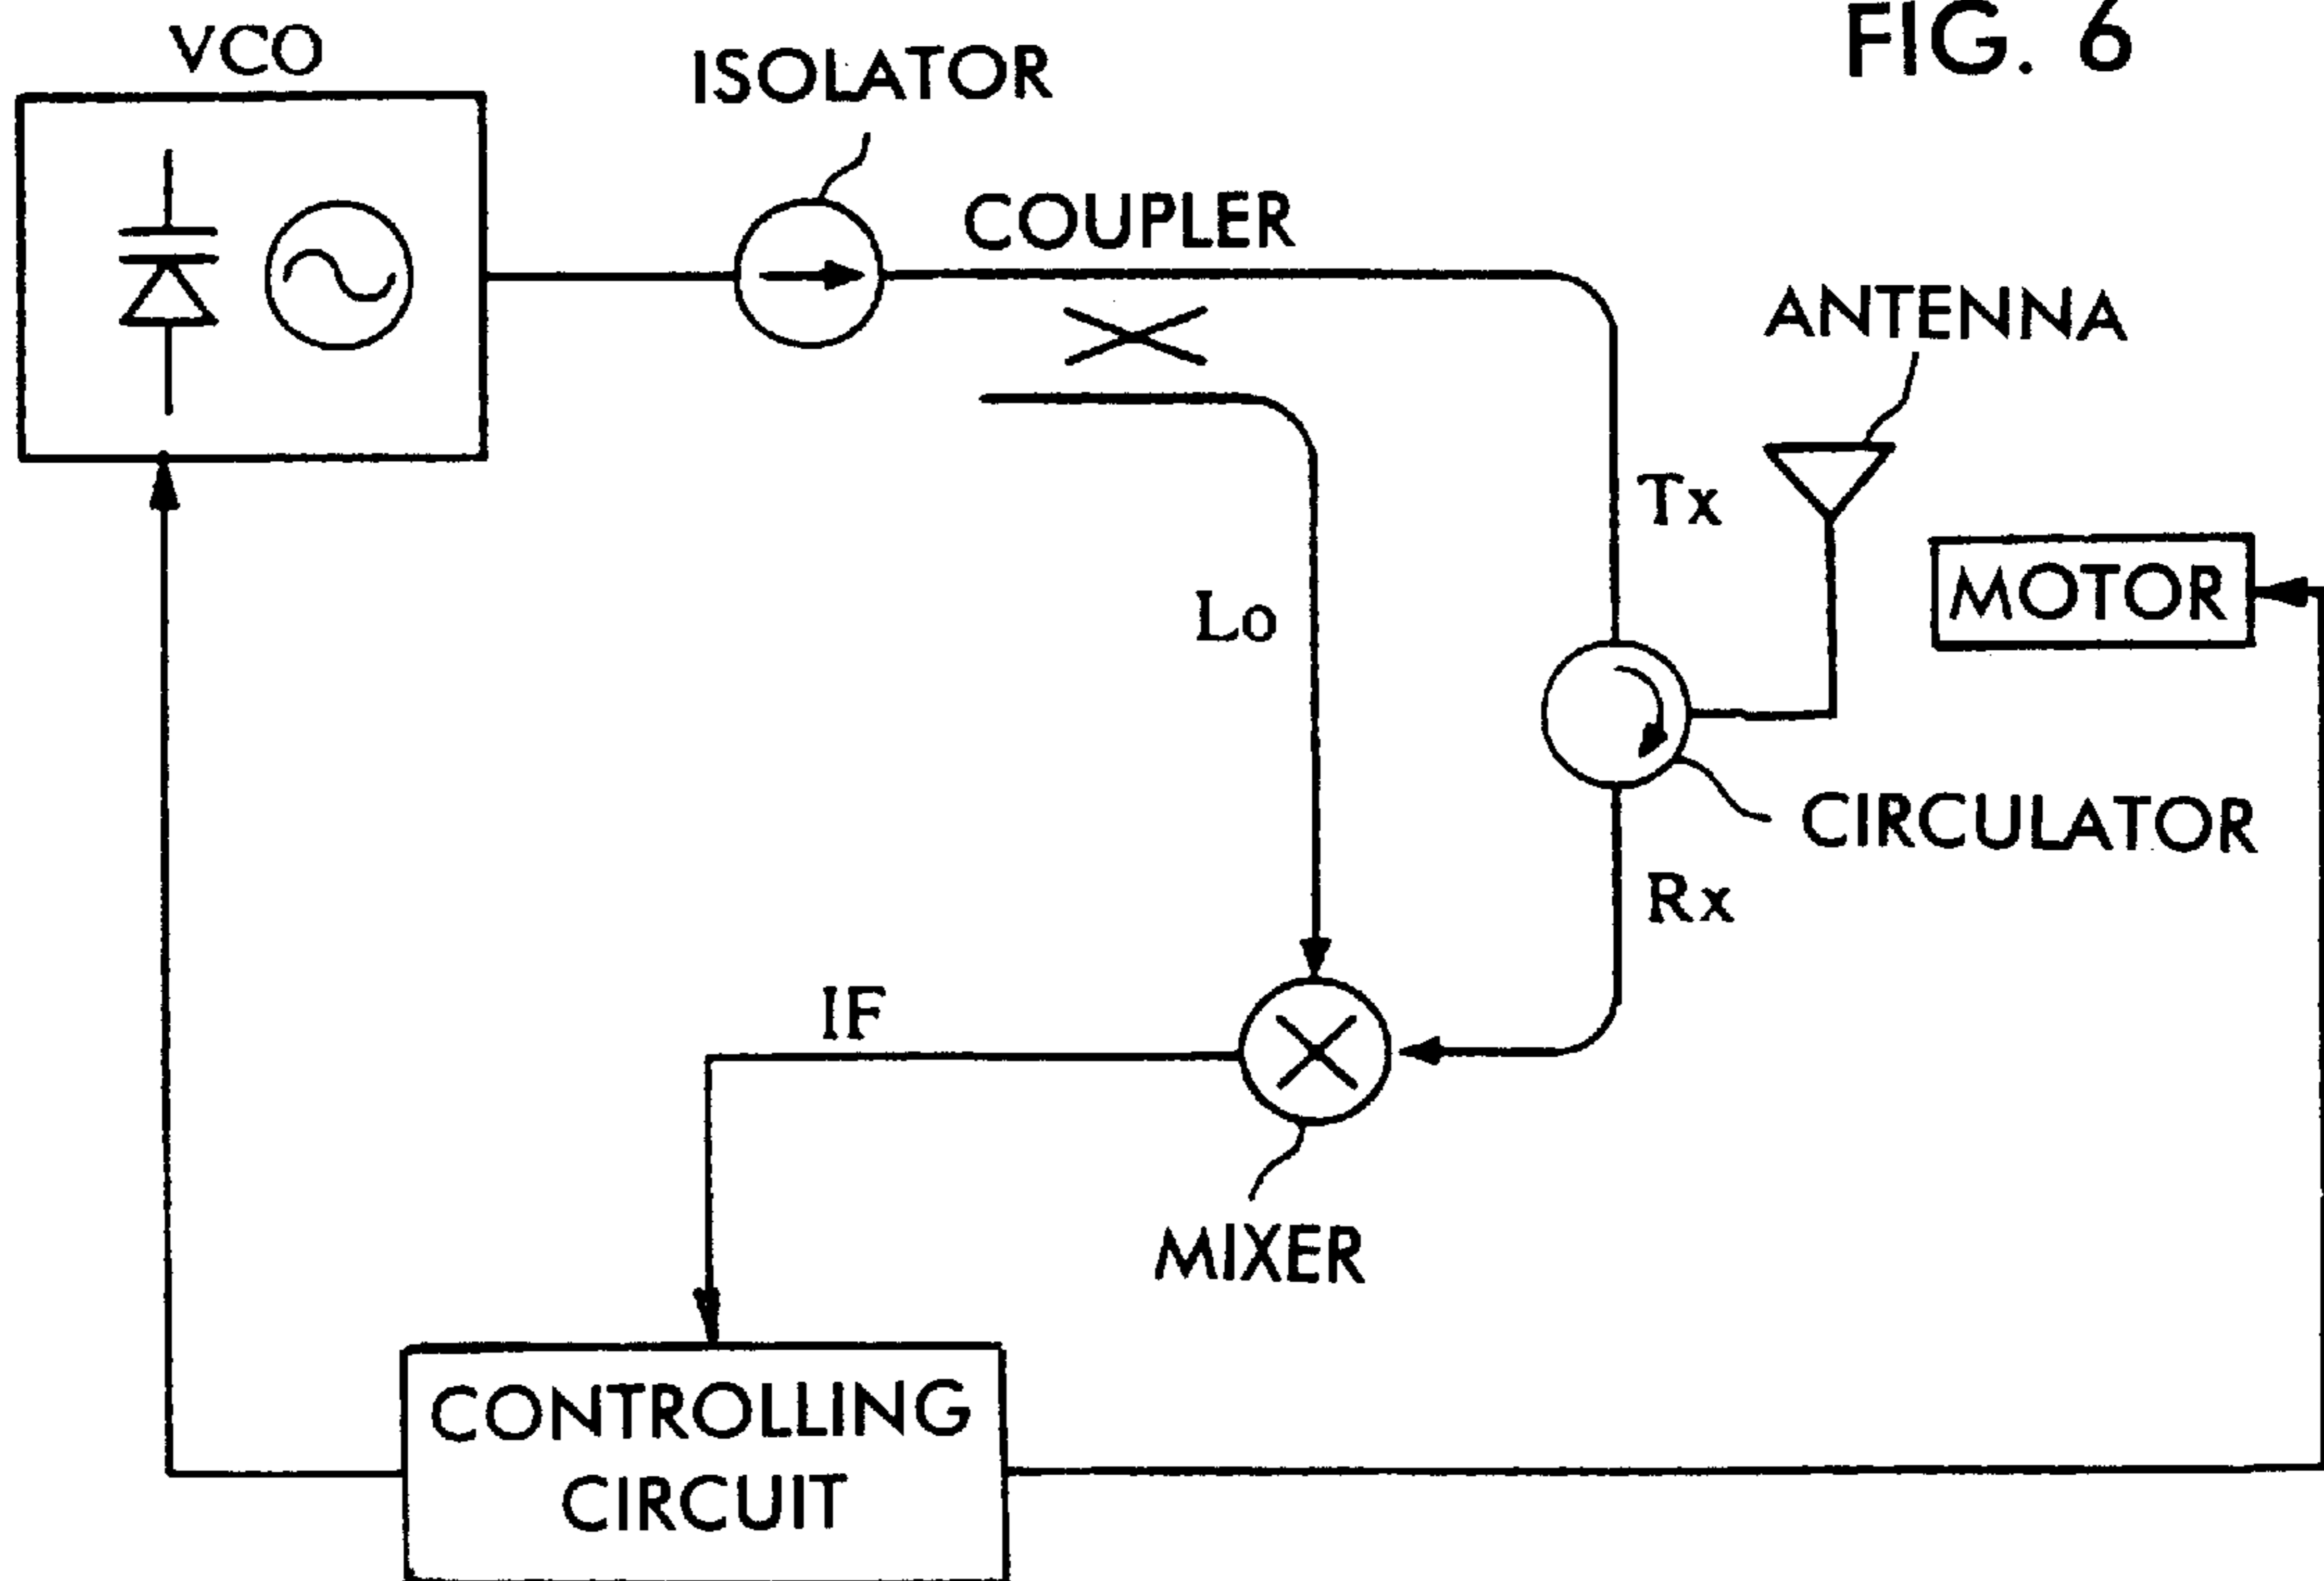 FIG. 6
VCO
ISOLATOR
COUPLER
ANTENNA
Tx
MOTOR
Lo
CIRCULATOR
Rx
IF
MIXER
CONTROLLING
CIRCUIT